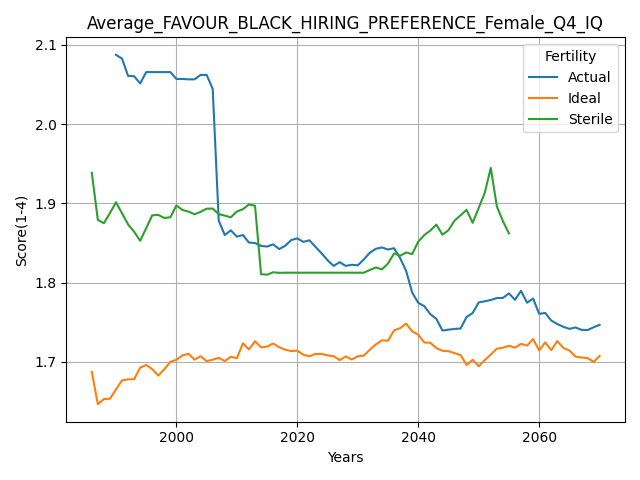 Average_FAVOUR_BLACK_HIRING_PREFERENCE_Female_Q4_IQ
Fertility
Actual
Ideal
Sterile
Score(1-4)
2.1
2.0
1.9
1.8
1.7
2000
2020
2040
2060
Years